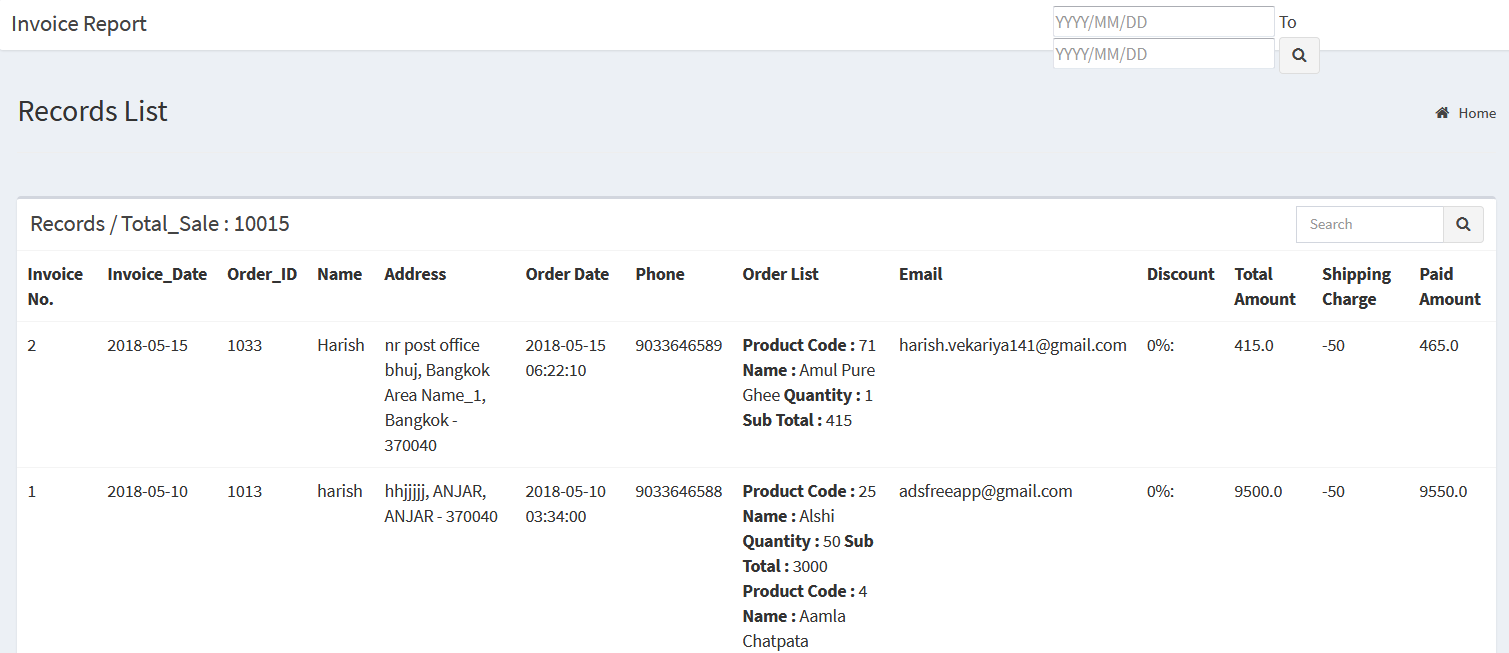 Invoice Report
YYYY/MM/DD To
YYYY/MM/DD
Records List
Home
Records / Total_Sale : 10015
Search
Invoice No.
Invoice_Date
Order_ID
Name
Address
Order Date
Phone
Order List
Email
Discount
Total Amount
Shipping Charge
Paid Amount
2
2018-05-15
1033
Harish
nr post office
bhuj, Bangkok
Area Name_1,
Bangkok -
370040
2018-05-15
06:22:10
9033646589
Product Code : 71
Name : Amul Pure
Ghee Quantity : 1
Sub Total : 415
harish.vekariya141@gmail.com
0%:
415.0
-50
465.0
1
2018-05-10
1013
harish
hhjjjjj, ANJAR,
ANJAR - 370040
2018-05-10
03:34:00
9033646588
Product Code : 25
Name : Alshi
Quantity : 50 Sub
Total : 3000
Product Code : 4
Name : Aamla
Chatpata
adsfreeapp@gmail.com
0%:
9500.0
-50
9550.0